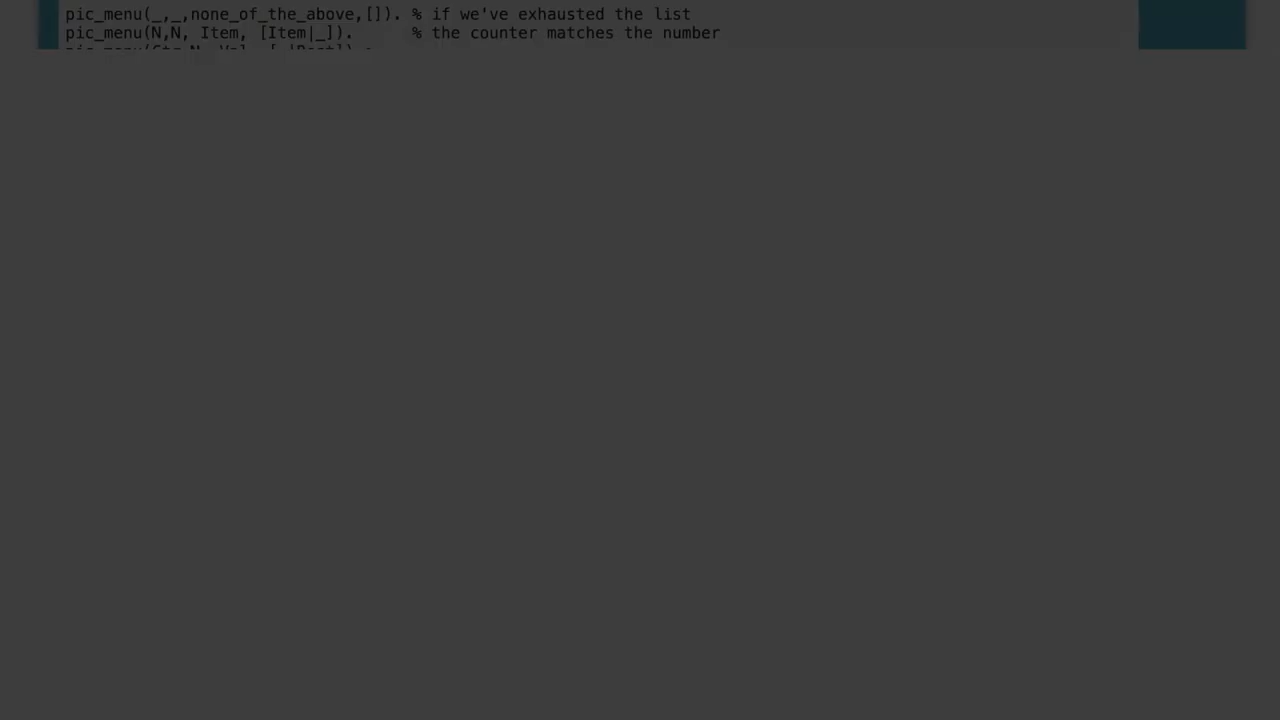 pic_menu(_,_,none_of_the_above,[]). % if we've exhausted the list
pic_menu(N,N, Item, [Item|_]).      % the counter matches the number